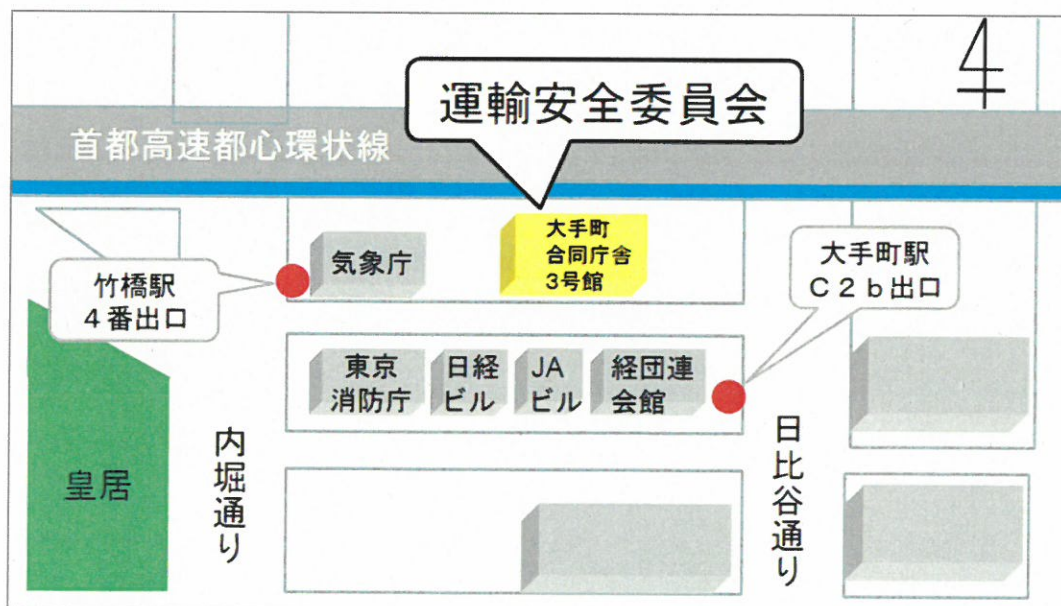 運輸安全委員会
首都高速都心環状線
大手町
合同庁舎
3号館
気象庁
竹橋駅
4番出口
大手町駅
C2b出口
東京
消防庁
日経
ビル
JA
ビル
経団連
会館
皇居
内堀通り
日比谷通り